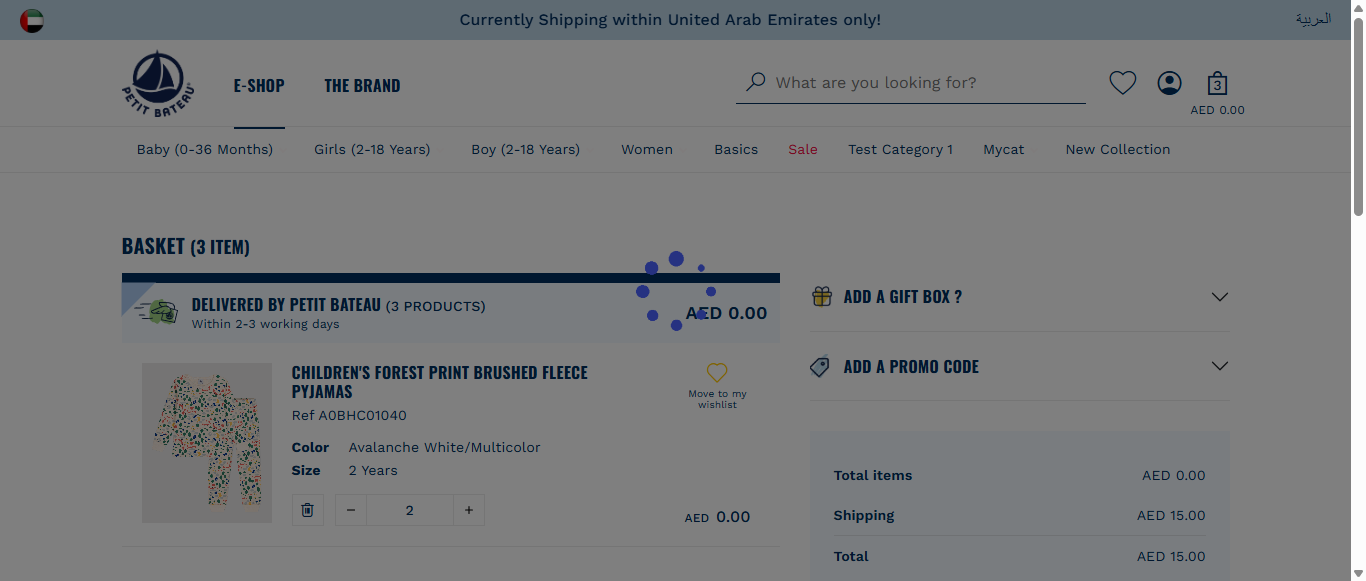 Currently Shipping within United Arab Emirates only!
العربية
PETIT BATEAU
E-SHOP
THE BRAND
What are you looking for?
3
AED 0.00
Baby (0-36 Months)
Girls (2-18 Years)
Boy (2-18 Years)
Women
Basics
Sale
Test Category 1
Mycat
New Collection
BASKET (3 ITEM)
DELIVERED BY PETIT BATEAU (3 PRODUCTS)
Within 2-3 working days
AED 0.00
CHILDREN'S FOREST PRINT BRUSHED FLEECE
PYJAMAS
Ref A0BHC01040
Color Avalanche White/Multicolor
Size 2 Years
− 2 +
Move to my
wishlist
AED 0.00
ADD A GIFT BOX ?
ADD A PROMO CODE
Total items AED 0.00
Shipping AED 15.00
Total AED 15.00